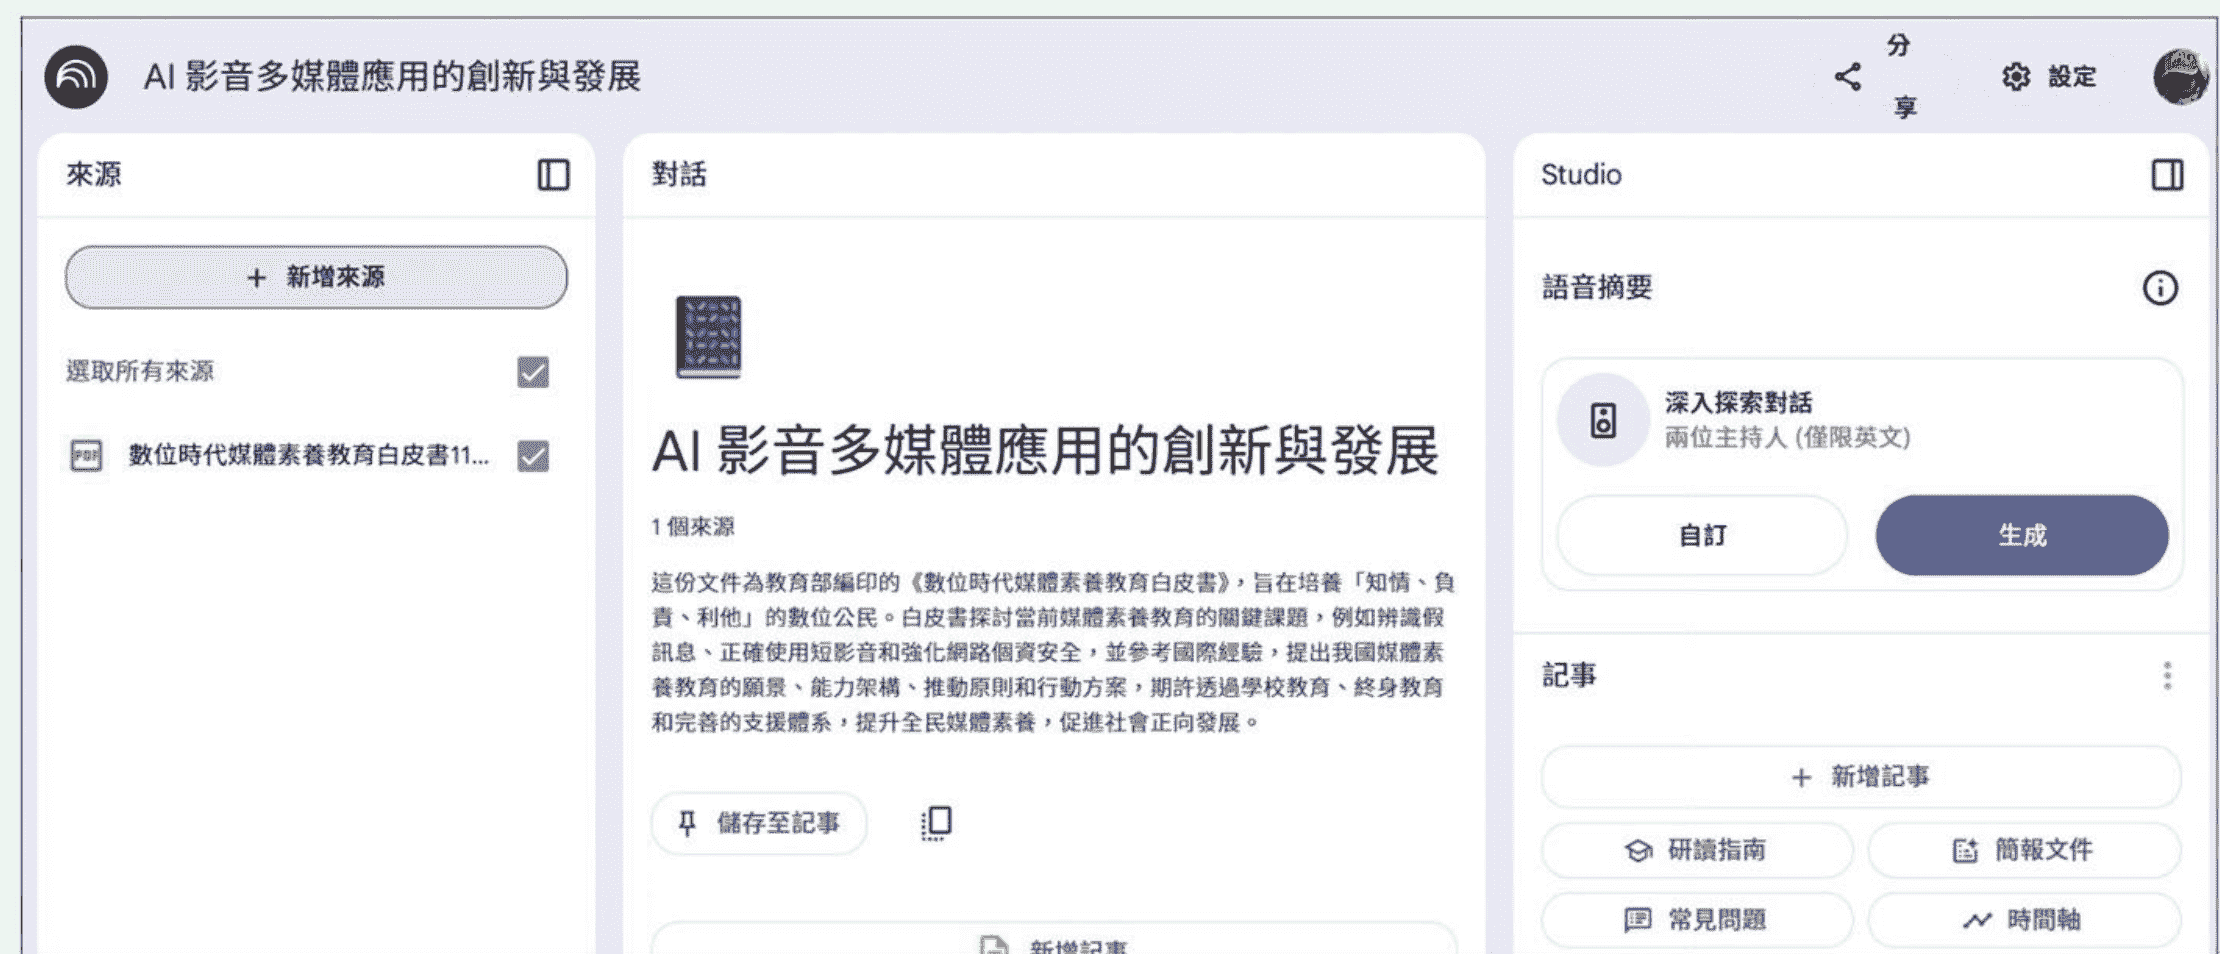 AI 影音多媒體應用的創新與發展
分
享
設定
來源
+ 新增來源
選取所有來源
PDF
數位時代媒體素養教育白皮書11...
對話
AI 影音多媒體應用的創新與發展
1 個來源
這份文件為教育部編印的《數位時代媒體素養教育白皮書》，旨在培養「知情、負
責、利他」的數位公民。白皮書探討當前媒體素養教育的關鍵課題，例如辨識假
訊息、正確使用短影音和強化網路個資安全，並參考國際經驗，提出我國媒體素
養教育的願景、能力架構、推動原則和行動方案，期許透過學校教育、終身教育
和完善的支援體系，提升全民媒體素養，促進社會正向發展。
儲存至記事
新增記事
Studio
語音摘要
深入探索對話
兩位主持人 (僅限英文)
自訂
生成
記事
+ 新增記事
研讀指南
簡報文件
常見問題
時間軸